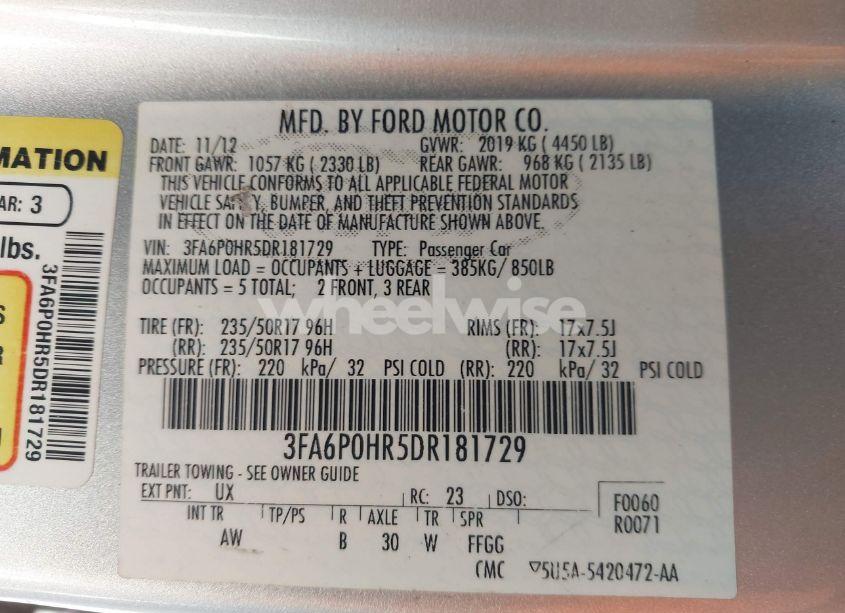 MFD. BY FORD MOTOR CO.
DATE: 11/12 GVWR: 2019 KG ( 4450 LB)
FRONT GAWR: 1057 KG ( 2330 LB) REAR GAWR: 968 KG ( 2135 LB)
THIS VEHICLE CONFORMS TO ALL APPLICABLE FEDERAL MOTOR
VEHICLE SAFETY, BUMPER, AND THEFT PREVENTION STANDARDS
IN EFFECT ON THE DATE OF MANUFACTURE SHOWN ABOVE.
VIN: 3FA6P0HR5DR181729 TYPE: Passenger Car
MAXIMUM LOAD = OCCUPANTS + LUGGAGE = 385KG/ 850LB
OCCUPANTS = 5 TOTAL; 2 FRONT, 3 REAR
wheelwise
TIRE (FR): 235/50R17 96H RIMS (FR): 17x7.5J
(RR): 235/50R17 96H (RR): 17x7.5J
PRESSURE (FR): 220 kPa/ 32 PSI COLD (RR): 220 kPa/ 32 PSI COLD
3FA6P0HR5DR181729
TRAILER TOWING - SEE OWNER GUIDE
EXT PNT: UX RC: 23 DSO: F0060
R0071
INT TR TP/PS R AXLE TR SPR
AW B 30 W FFGG
CMC ▽5U5A-5420472-AA
MATION
AR: 3
lbs.
S
R
3FA6P0HR5DR181729